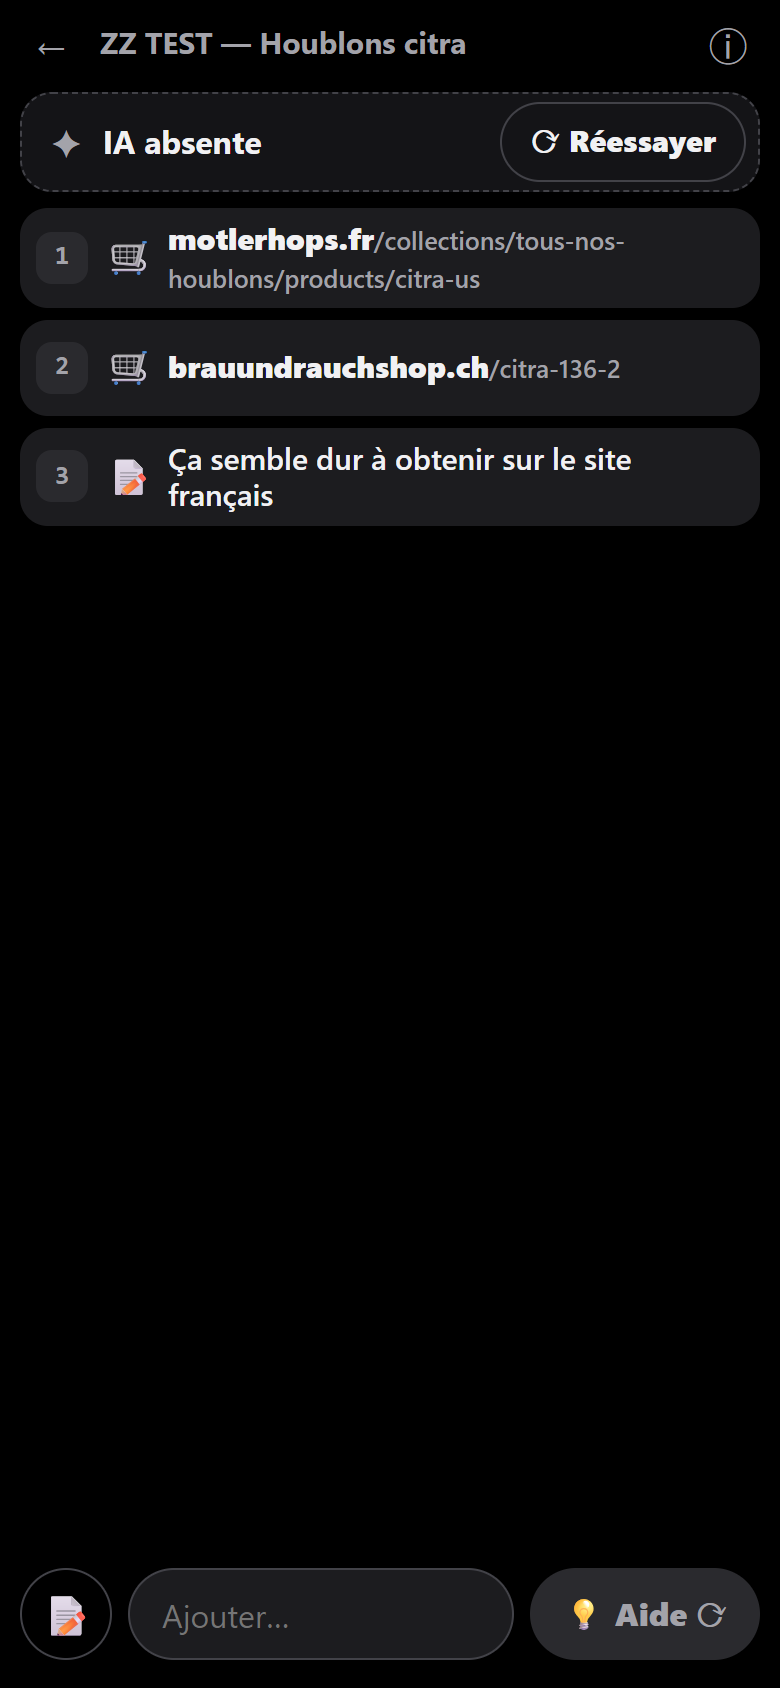 ← ZZ TEST — Houblons citra ⓘ
✦ IA absente ⟳ Réessayer
1 motlerhops.fr/collections/tous-nos-
houblons/products/citra-us
2 brauundrauchshop.ch/citra-136-2
3 Ça semble dur à obtenir sur le site
français
Ajouter... Aide ⟳